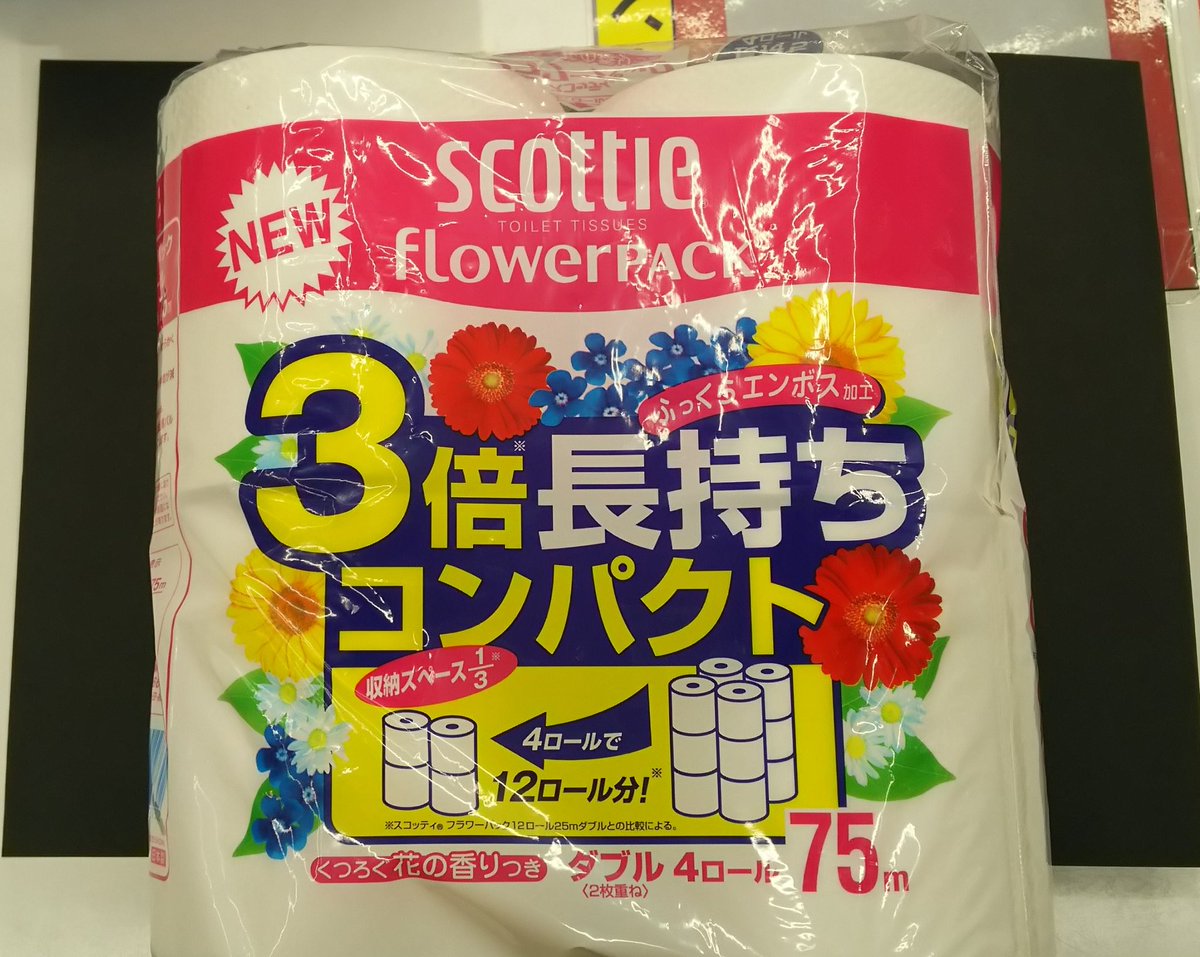 4ロール
NEW
scottie®
TOILET TISSUES
flowerPACK
ふっくらエンボス加工
3倍※長持ち
コンパクト
収納スペース1/3※
4ロールで
12ロール分!※
※スコッティ® フラワーパック12ロール25mダブルとの比較による。
くつろぐ花の香りつき
ダブル 4ロール 75m
〈2枚重ね〉